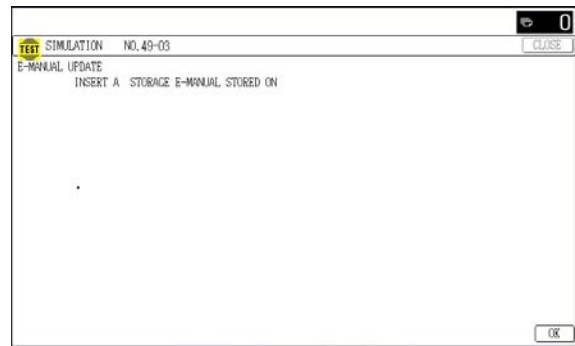 0
TEST SIMULATION NO. 49-03 CLOSE
E-MANUAL UPDATE
INSERT A STORAGE E-MANUAL STORED ON
OK